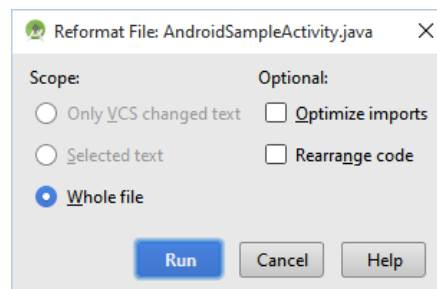 Reformat File: AndroidSampleActivity.java
Scope:
Optional:
Only VCS changed text
Optimize imports
Selected text
Rearrange code
Whole file
Run
Cancel
Help